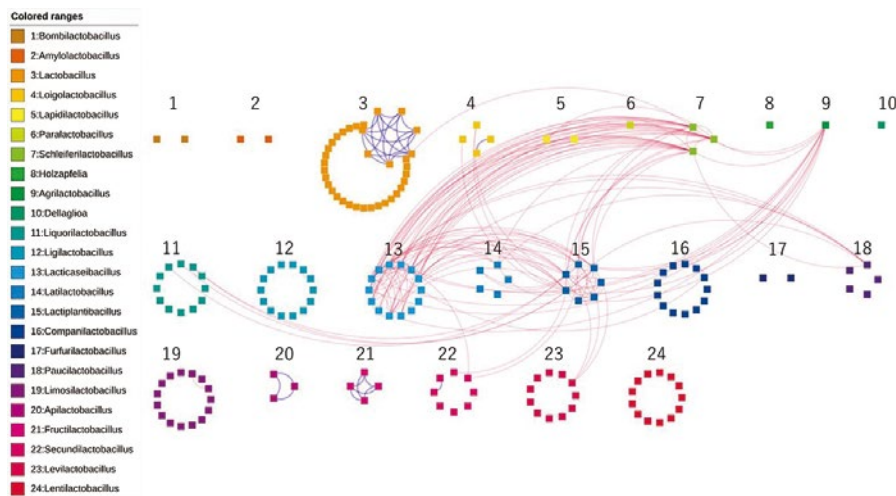 Colored ranges
1:Bombilactobacillus
2:Amylolactobacillus
3:Lactobacillus
4:Loigolactobacillus
5:Lapidilactobacillus
6:Paralactobacillus
7:Schleiferilactobacillus
8:Holzapfelia
9:Agrilactobacillus
10:Dellaglioa
11:Liquorilactobacillus
12:Ligilactobacillus
13:Lacticaseibacillus
14:Latilactobacillus
15:Lactiplantibacillus
16:Companilactobacillus
17:Furfurilactobacillus
18:Paucilactobacillus
19:Limosilactobacillus
20:Apilactobacillus
21:Fructilactobacillus
22:Secundilactobacillus
23:Levilactobacillus
24:Lentilactobacillus
1 2 3 4 5 6 7 8 9 10
11 12 13 14 15 16 17 18
19 20 21 22 23 24